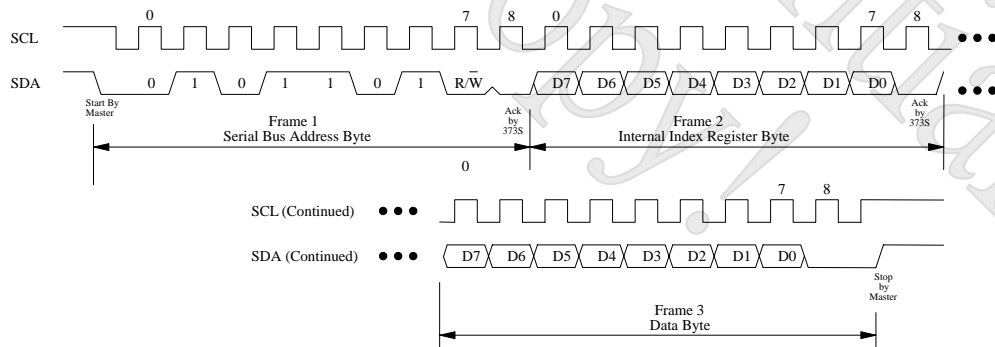 0 7 8 0 7 8
SCL
SDA 0 1 0 1 1 0 1 R/W̅ D7 D6 D5 D4 D3 D2 D1 D0
Start By
Master
Ack
by
373S
Ack
by
373S
Frame 1
Serial Bus Address Byte
Frame 2
Internal Index Register Byte
0
7 8
SCL (Continued)
SDA (Continued) D7 D6 D5 D4 D3 D2 D1 D0
Stop
by
Master
Frame 3
Data Byte
opy!